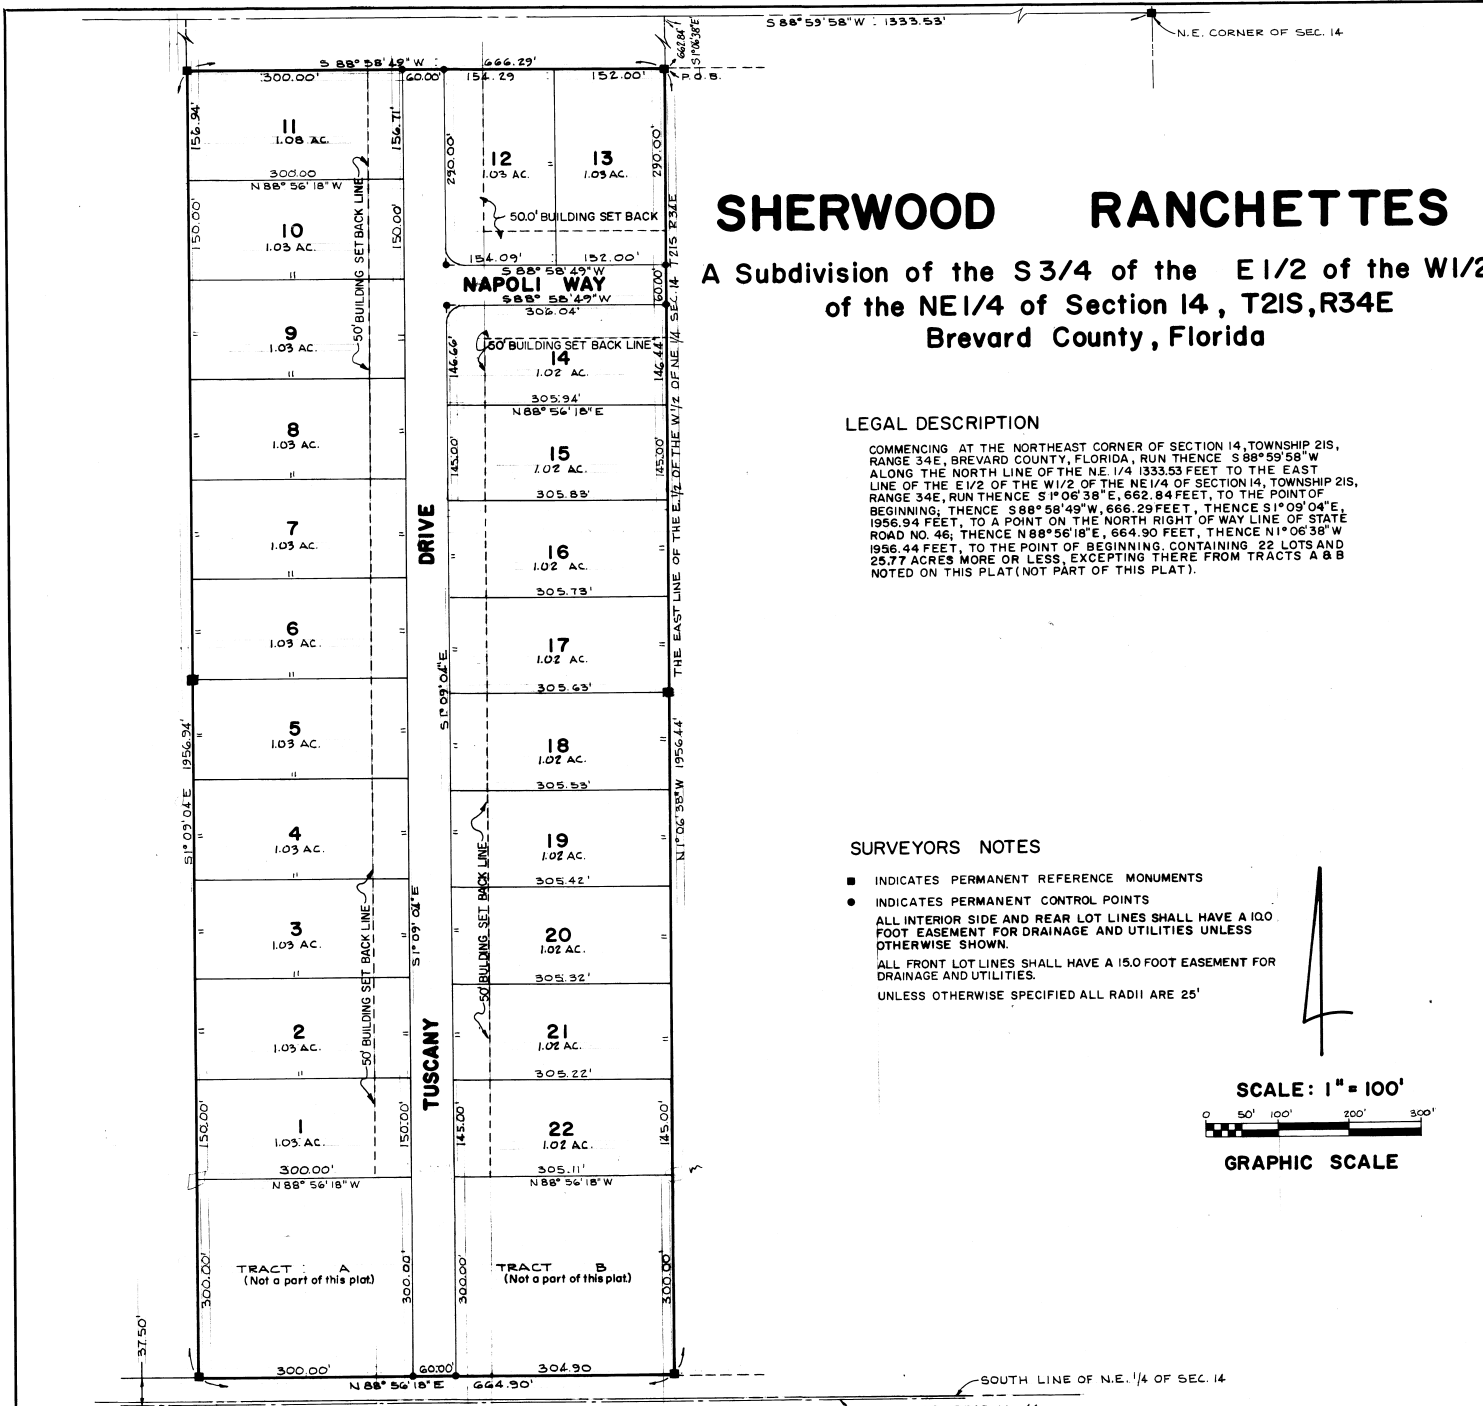 S 88° 59' 58" W : 1333.53'
N.E. CORNER OF SEC. 14
662.84'
S 1° 06' 38" E
S 88° 58' 49" W : 666.29'
300.00' 60.00' 154.29 152.00' P.O.B.
156.94'
156.71'
11
1.08 AC.
300.00
N 88° 56' 18" W
150.00'
150.00'
10
1.03 AC.
"
50' BUILDING SET BACK LINE
9
1.03 AC.
"
8
1.03 AC.
"
7
1.03 AC.
"
6
1.03 AC.
"
5
1.03 AC.
"
4
1.03 AC.
"
3
1.03 AC.
"
2
1.03 AC.
"
50' BUILDING SET BACK LINE
1
1.03 AC.
150.00'
150.00'
300.00'
N 88° 56' 18" W
S 1° 09' 04" E 1956.94'
TRACT : A
(Not a part of this plat.)
300.00'
300.00'
300.00'
37.50'
TUSCANY DRIVE
S 1° 09' 04" E
S 1° 09' 04" E
60.00'
290.00'
12
1.03 AC.
13
1.03 AC.
290.00'
50.0' BUILDING SET BACK
154.09' 152.00'
S 88° 58' 49" W
NAPOLI WAY
60.00'
S 88° 58' 49" W
306.04'
50' BUILDING SET BACK LINE
146.66'
14
1.02 AC.
146.44'
305.94'
N 88° 56' 18" E
145.00'
15
1.02 AC.
145.00'
305.83'
16
1.02 AC.
305.73'
17
1.02 AC.
305.63'
18
1.02 AC.
305.53'
19
1.02 AC.
305.42'
20
1.02 AC.
305.32'
21
1.02 AC.
305.22'
50' BUILDING SET BACK LINE
145.00'
22
1.02 AC.
145.00'
305.11'
N 88° 56' 18" W
TRACT B
(Not a part of this plat.)
300.00'
300.00'
304.90
N 88° 56' 18" E 664.90'
THE EAST LINE OF THE E.1/2 OF THE W1/2 OF NE 1/4 SEC. 14 T21S R34E
N 1° 06' 38" W 1956.44'
SOUTH LINE OF N.E. 1/4 OF SEC. 14
SHERWOOD RANCHETTES
A Subdivision of the S 3/4 of the E 1/2 of the W 1/2
of the NE 1/4 of Section 14, T21S, R34E
Brevard County, Florida
LEGAL DESCRIPTION
COMMENCING AT THE NORTHEAST CORNER OF SECTION 14, TOWNSHIP 21S,
RANGE 34E, BREVARD COUNTY, FLORIDA, RUN THENCE S 88° 59' 58" W
ALONG THE NORTH LINE OF THE N.E. 1/4 1333.53 FEET TO THE EAST
LINE OF THE E 1/2 OF THE W 1/2 OF THE NE 1/4 OF SECTION 14, TOWNSHIP 21S,
RANGE 34E, RUN THENCE S 1° 06' 38" E, 662.84 FEET, TO THE POINT OF
BEGINNING; THENCE S 88° 58' 49" W, 666.29 FEET, THENCE S 1° 09' 04" E,
1956.94 FEET, TO A POINT ON THE NORTH RIGHT OF WAY LINE OF STATE
ROAD NO. 46; THENCE N 88° 56' 18" E, 664.90 FEET, THENCE N 1° 06' 38" W
1956.44 FEET, TO THE POINT OF BEGINNING. CONTAINING 22 LOTS AND
25.77 ACRES MORE OR LESS, EXCEPTING THERE FROM TRACTS A & B
NOTED ON THIS PLAT (NOT PART OF THIS PLAT).
SURVEYORS NOTES
INDICATES PERMANENT REFERENCE MONUMENTS
INDICATES PERMANENT CONTROL POINTS
ALL INTERIOR SIDE AND REAR LOT LINES SHALL HAVE A 10.0
FOOT EASEMENT FOR DRAINAGE AND UTILITIES UNLESS
OTHERWISE SHOWN.
ALL FRONT LOT LINES SHALL HAVE A 15.0 FOOT EASEMENT FOR
DRAINAGE AND UTILITIES.
UNLESS OTHERWISE SPECIFIED ALL RADII ARE 25'
SCALE: 1" = 100'
0 50' 100' 200' 300'
GRAPHIC SCALE